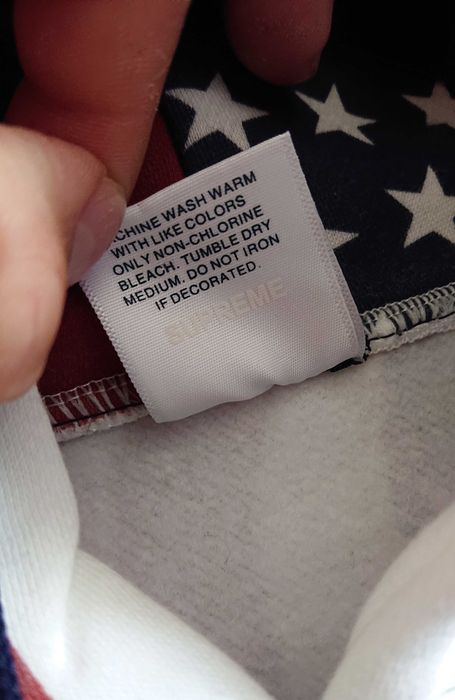 CHINE WASH WARM
WITH LIKE COLORS
ONLY NON-CHLORINE
BLEACH. TUMBLE DRY
MEDIUM. DO NOT IRON
IF DECORATED.
SUPREME